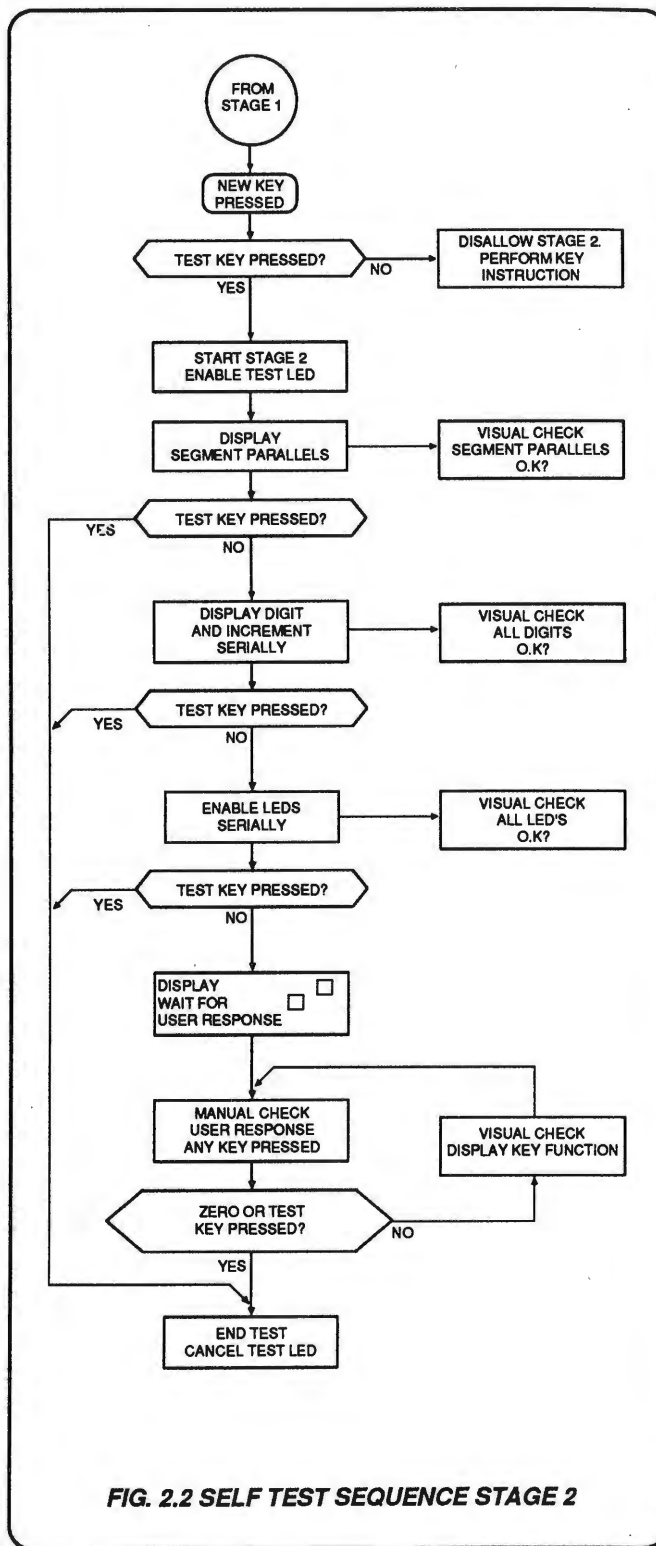 FROM
STAGE 1
NEW KEY
PRESSED
TEST KEY PRESSED?
NO
YES
DISALLOW STAGE 2.
PERFORM KEY
INSTRUCTION
START STAGE 2
ENABLE TEST LED
DISPLAY
SEGMENT PARALLELS
VISUAL CHECK
SEGMENT PARALLELS
O.K?
TEST KEY PRESSED?
YES
NO
DISPLAY DIGIT
AND INCREMENT
SERIALLY
VISUAL CHECK
ALL DIGITS
O.K?
TEST KEY PRESSED?
YES
NO
ENABLE LEDS
SERIALLY
VISUAL CHECK
ALL LED'S
O.K?
TEST KEY PRESSED?
YES
NO
DISPLAY
WAIT FOR
USER RESPONSE
MANUAL CHECK
USER RESPONSE
ANY KEY PRESSED
VISUAL CHECK
DISPLAY KEY FUNCTION
ZERO OR TEST
KEY PRESSED?
NO
YES
END TEST
CANCEL TEST LED
FIG. 2.2 SELF TEST SEQUENCE STAGE 2